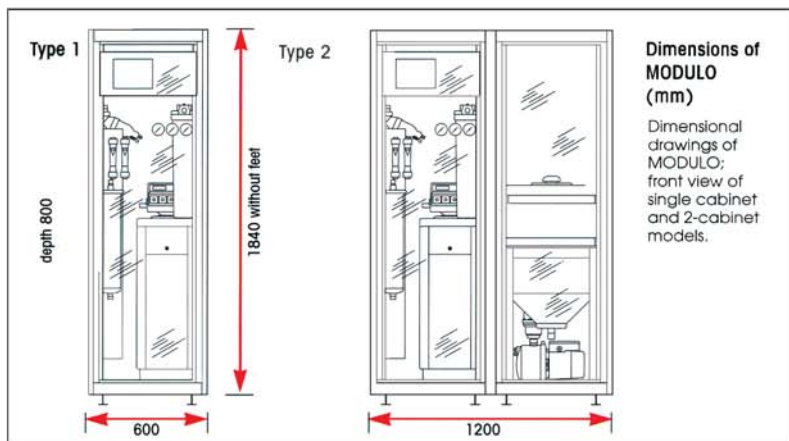 Type 1
depth 800
600
1840 without feet
Type 2
1200
Dimensions of
MODULO
(mm)
Dimensional
drawings of
MODULO;
front view of
single cabinet
and 2-cabinet
models.